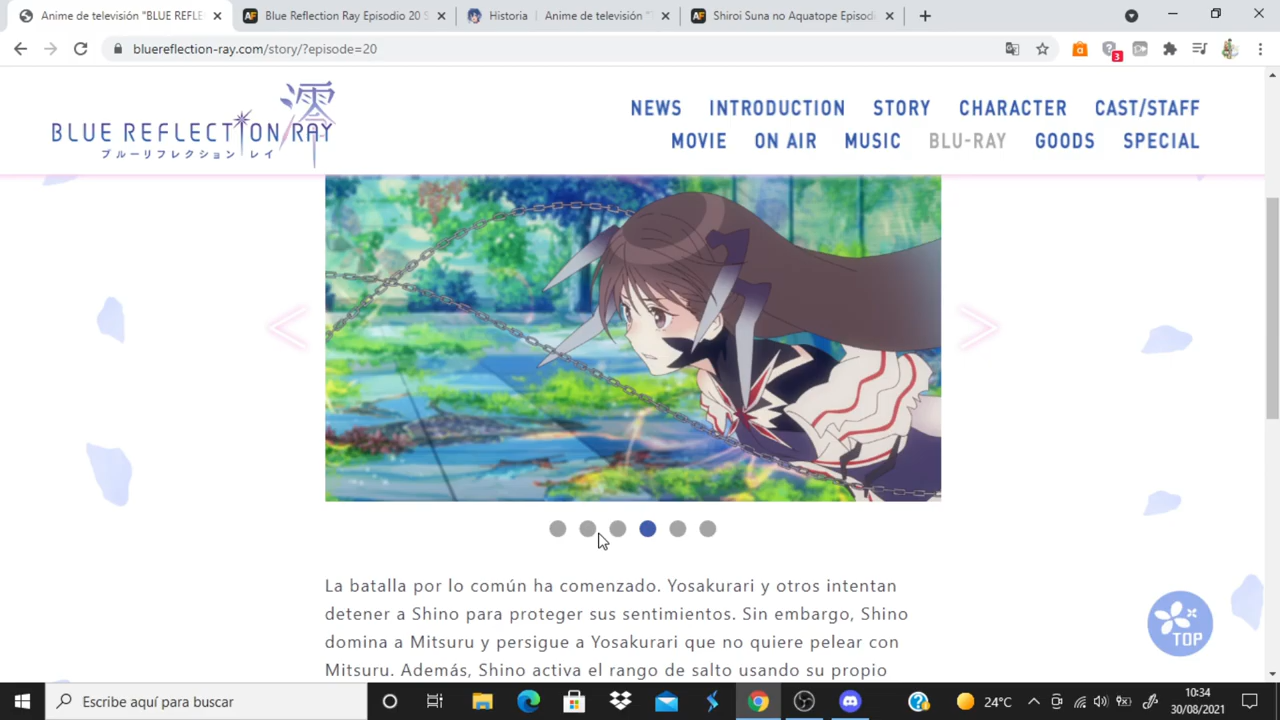 Anime de televisión "BLUE REFLE
Blue Reflection Ray Episodio 20 S
Historia | Anime de televisión "
Shiroi Suna no Aquatope Episodi
bluereflection-ray.com/story/?episode=20
3
澪
BLUE REFLECTION RAY
ブルーリフレクション レイ
NEWS INTRODUCTION STORY CHARACTER CAST/STAFF
MOVIE ON AIR MUSIC BLU-RAY GOODS SPECIAL
La batalla por lo común ha comenzado. Yosakurari y otros intentan
detener a Shino para proteger sus sentimientos. Sin embargo, Shino
domina a Mitsuru y persigue a Yosakurari que no quiere pelear con
Mitsuru. Además, Shino activa el rango de salto usando su propio
TOP
Escribe aquí para buscar
24°C
10:34
30/08/2021